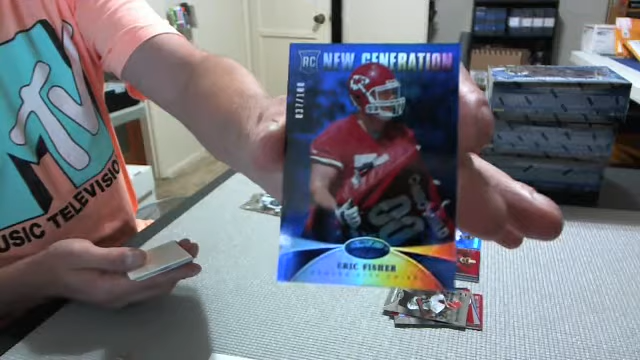 RC NEW GENERATION
037/100
ERIC FISHER
MTV
MUSIC TELEVISION